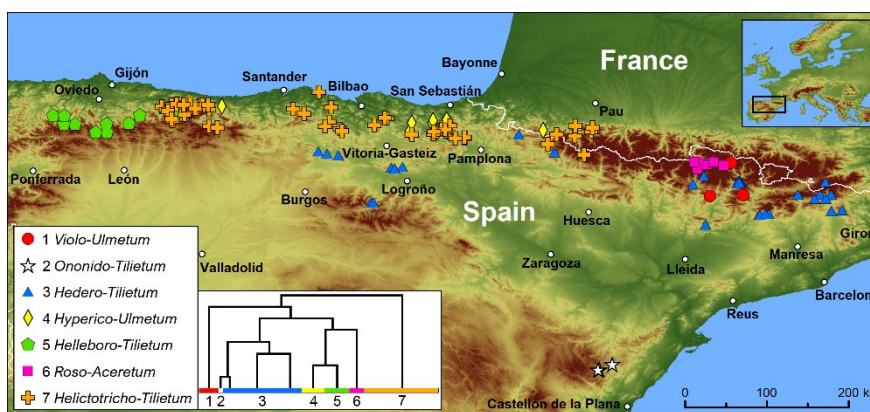 France
Bayonne
Gijón
Oviedo
Santander
Bilbao
San Sebastián
Pau
Vitoria-Gasteiz
Pamplona
Ponferrada
León
Logroño
Burgos
Spain
Huesca
Giron
Valladolid
Zaragoza
Lleida
Manresa
Barcelon
Reus
Castellón de la Plana
1 Violo-Ulmetum
2 Ononido-Tilietum
3 Hedero-Tilietum
4 Hyperico-Ulmetum
5 Helleboro-Tilietum
6 Roso-Aceretum
7 Helictotricho-Tilietum
1 2 3 4 5 6 7
0 100 200 km